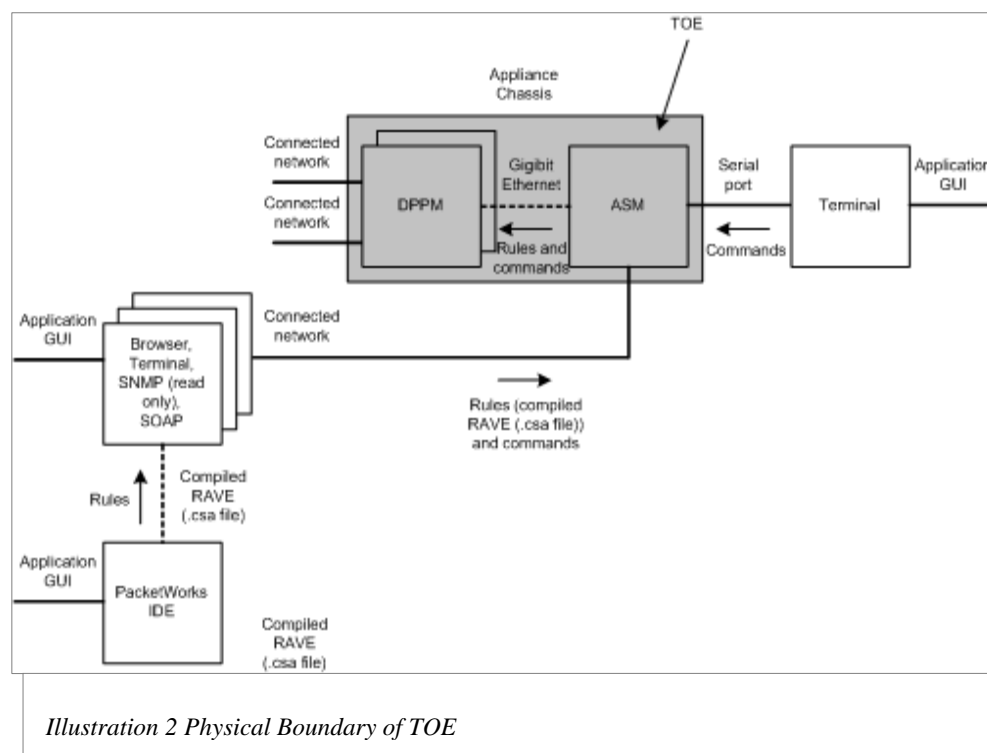 TOE
Appliance
Chassis
Connected
network
Connected
network
DPPM
Gigibit
Ethernet
Rules and
commands
ASM
Serial
port
Commands
Terminal
Application
GUI
Application
GUI
Browser,
Terminal,
SNMP (read
only),
SOAP
Connected
network
Rules (compiled
RAVE (.csa file))
and commands
Rules
Compiled
RAVE
(.csa file)
Application
GUI
PacketWorks
IDE
Compiled
RAVE
(.csa file)
Illustration 2 Physical Boundary of TOE